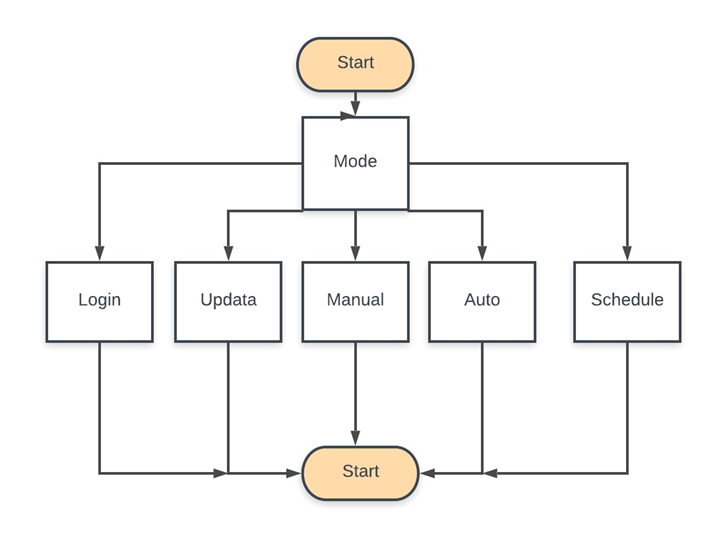 Start
Mode
Login
Updata
Manual
Auto
Schedule
Start